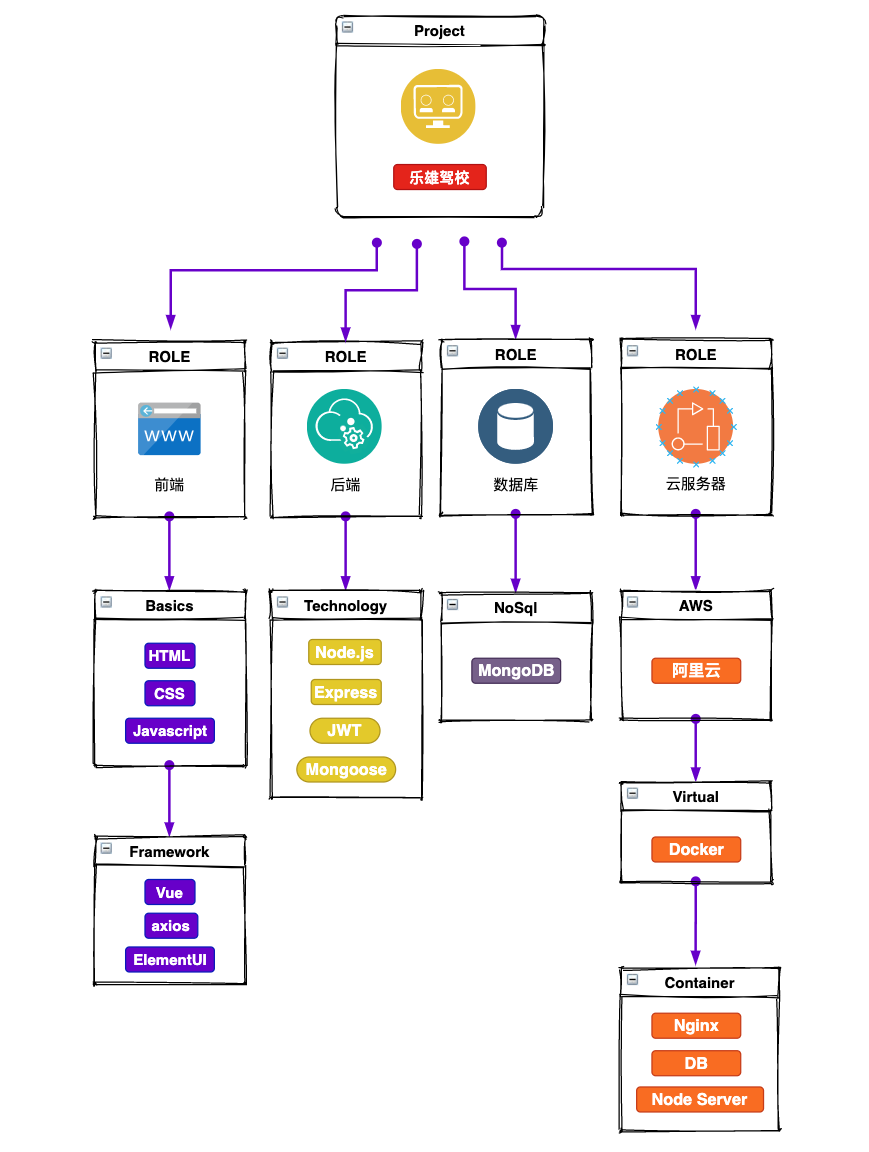 Project
乐雄驾校
ROLE
www
前端
ROLE
后端
ROLE
数据库
ROLE
云服务器
Basics
HTML
CSS
Javascript
Technology
Node.js
Express
JWT
Mongoose
NoSql
MongoDB
AWS
阿里云
Virtual
Docker
Framework
Vue
axios
ElementUI
Container
Nginx
DB
Node Server